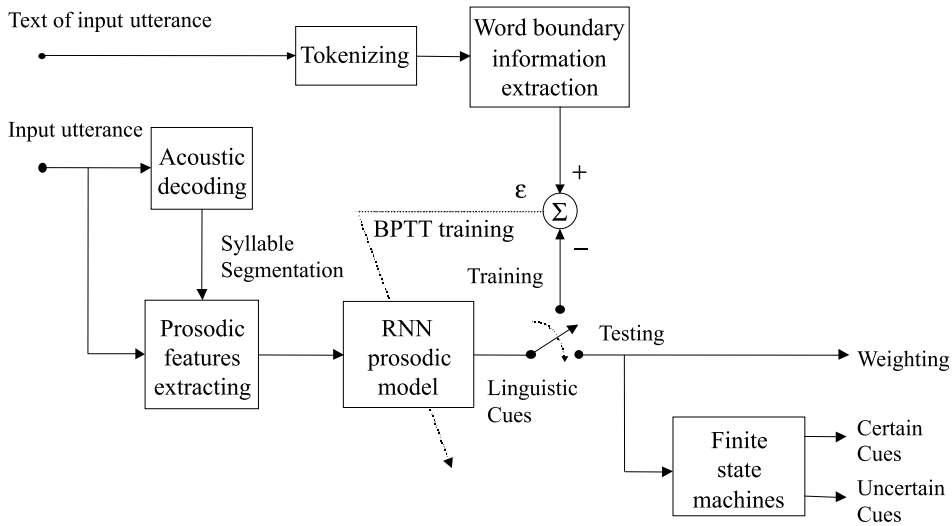 Text of input utterance
Tokenizing
Word boundary
information
extraction
Input utterance
Acoustic
decoding
+
ε
Σ
BPTT training
−
Syllable
Segmentation
Training
Prosodic
features
extracting
RNN
prosodic
model
Testing
Linguistic
Cues
Weighting
Finite
state
machines
Certain
Cues
Uncertain
Cues